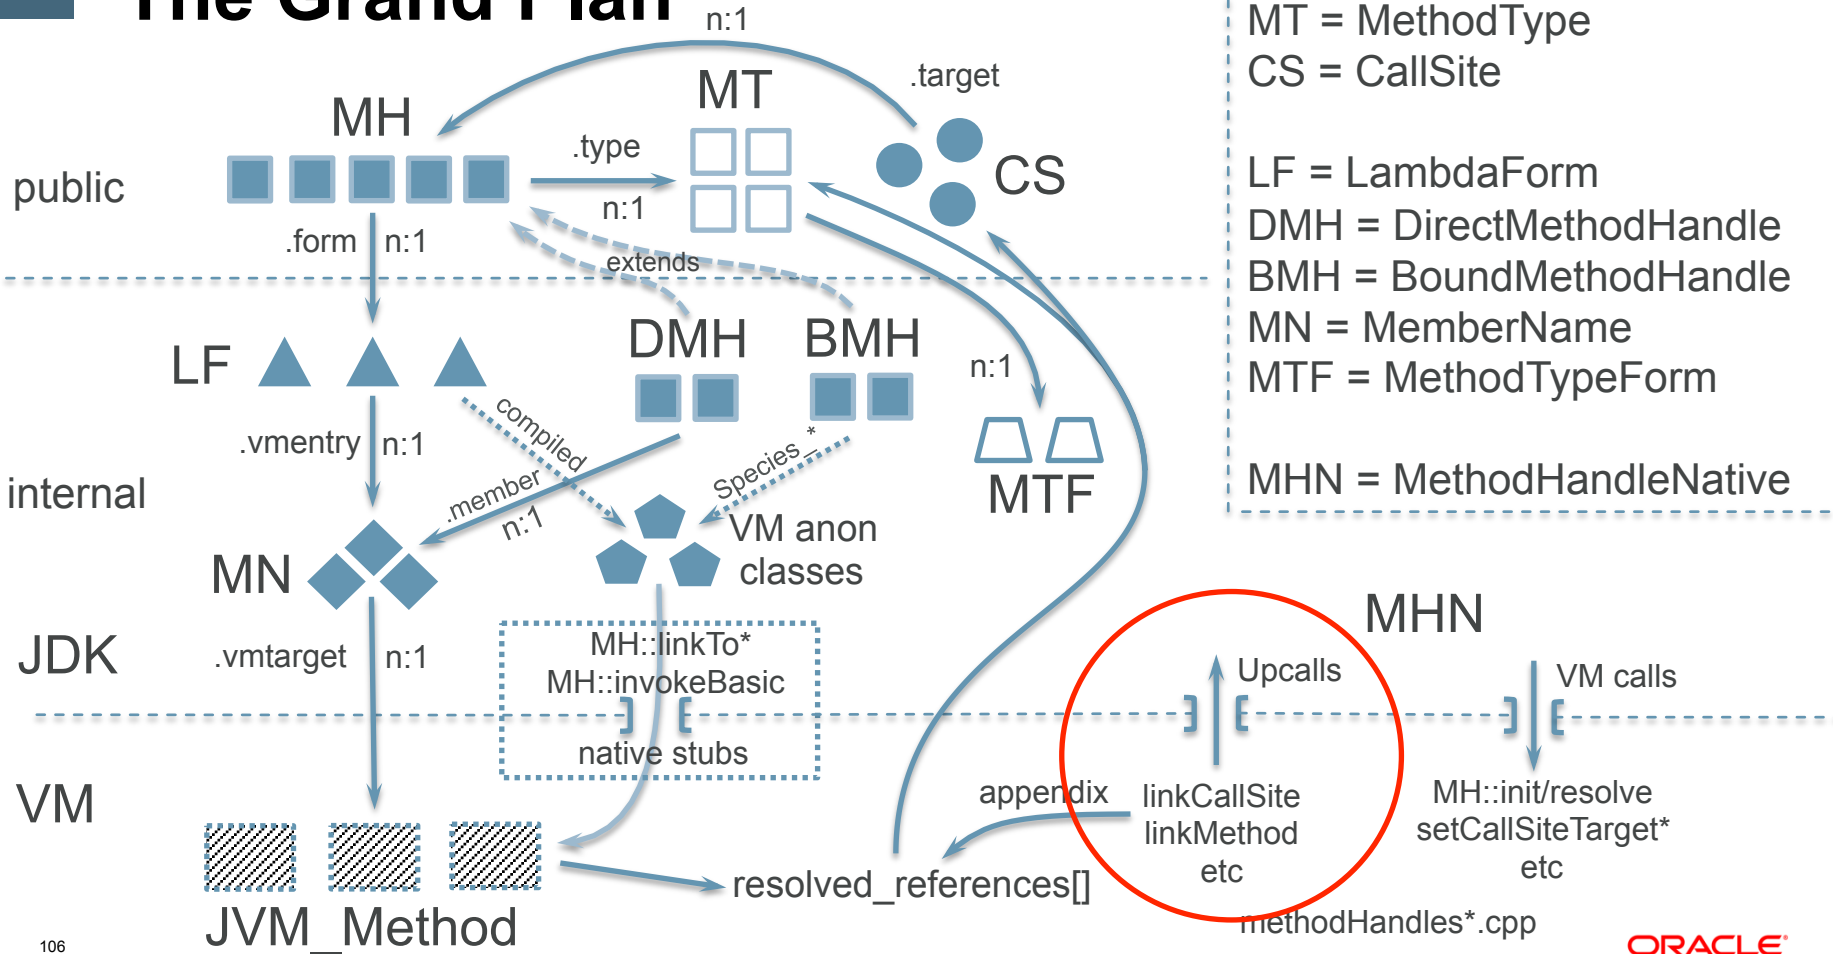 The Grand Plan
n:1
MT = MethodType
CS = CallSite
LF = LambdaForm
DMH = DirectMethodHandle
BMH = BoundMethodHandle
MN = MemberName
MTF = MethodTypeForm
MHN = MethodHandleNative
.target
MT
MH
.type
n:1
CS
public
.form
n:1
extends
LF
DMH
BMH
n:1
compiled
.vmentry
n:1
.member
n:1
Species_*
MTF
internal
VM anon
classes
MN
MHN
JDK
.vmtarget
n:1
MH::linkTo*
MH::invokeBasic
native stubs
Upcalls
VM calls
VM
appendix
linkCallSite
linkMethod
etc
MH::init/resolve
setCallSiteTarget*
etc
resolved_references[]
methodHandles*.cpp
JVM_Method
106
ORACLE